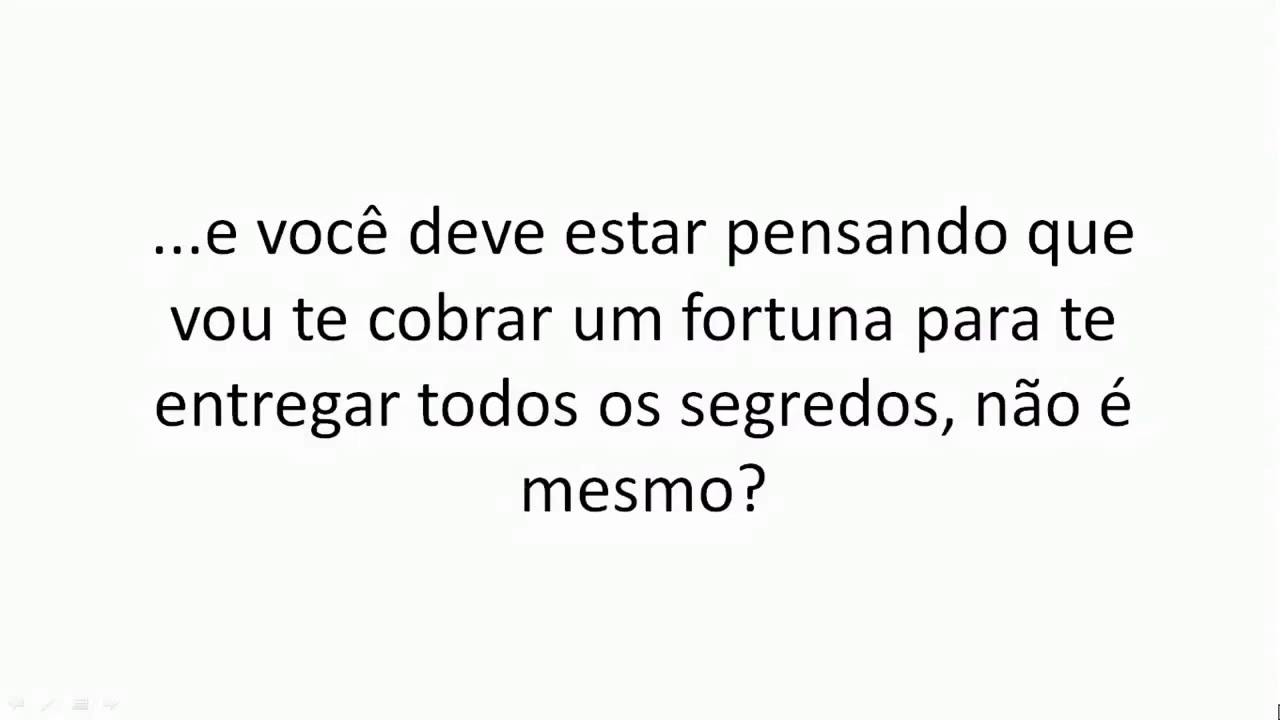 ...e você deve estar pensando que
vou te cobrar um fortuna para te
entregar todos os segredos, não é
mesmo?